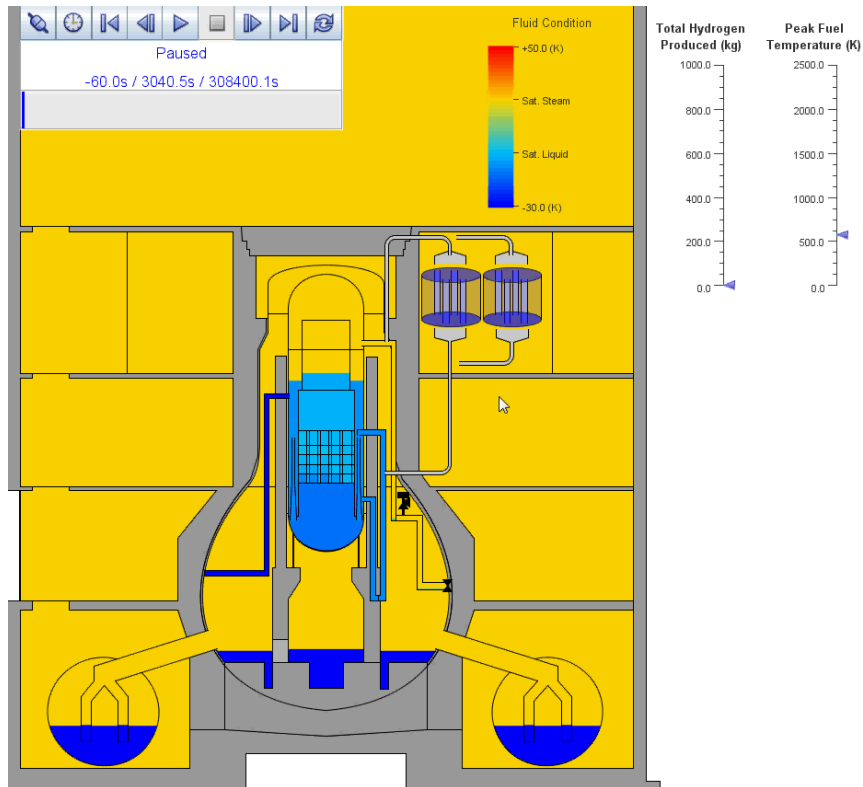 Paused
-60.0s / 3040.5s / 308400.1s
Fluid Condition
+50.0 (K)
Sat. Steam
Sat. Liquid
-30.0 (K)
Total Hydrogen
Produced (kg)
1000.0
800.0
600.0
400.0
200.0
0.0
Peak Fuel
Temperature (K)
2500.0
2000.0
1500.0
1000.0
500.0
0.0